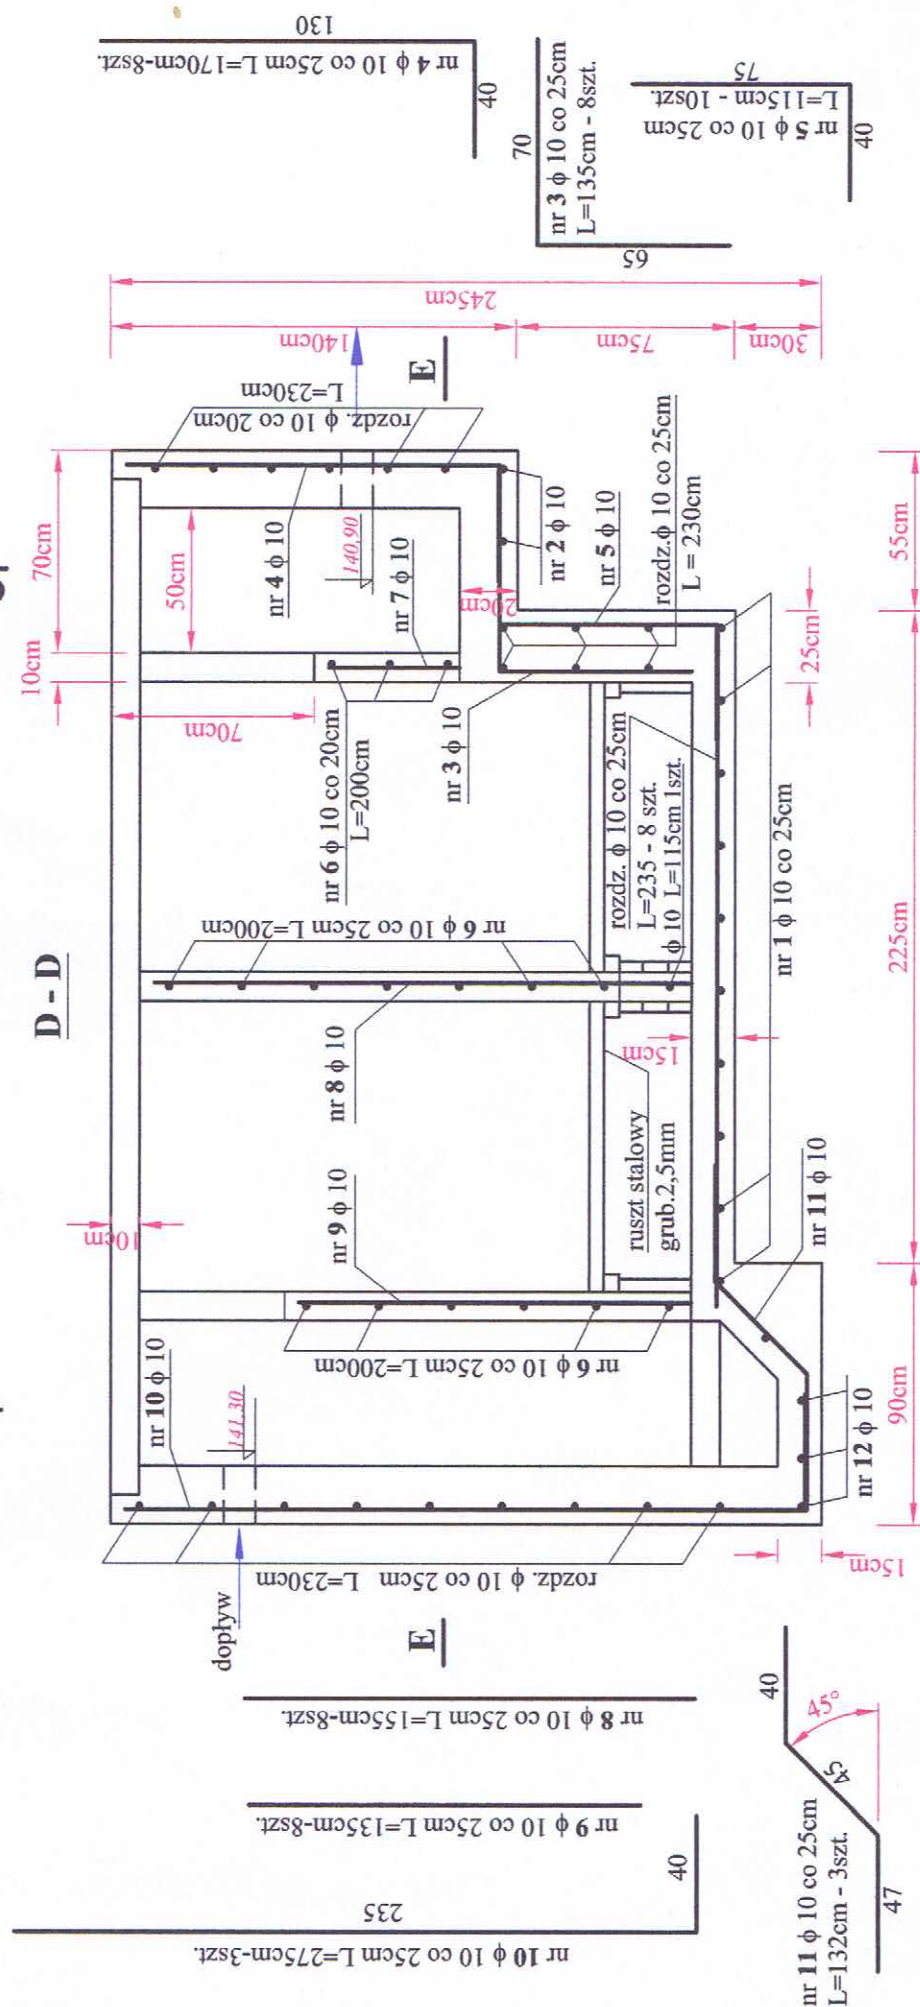 D - D
nr 4 ϕ 10 co 25cm L=170cm-8szt.
130
40
70
nr 3 ϕ 10 co 25cm
L=135cm - 8szt.
65
nr 5 ϕ 10 co 25cm
L=115cm - 10szt.
75
40
245cm
140cm
75cm
30cm
E
rozdz. ϕ 10 co 20cm
L=230cm
70cm
50cm
10cm
70cm
nr 4 ϕ 10
140,90
nr 7 ϕ 10
20cm
nr 2 ϕ 10
nr 5 ϕ 10
rozdz.ϕ 10 co 25cm
L = 230cm
55cm
25cm
nr 6 ϕ 10 co 20cm
L=200cm
nr 3 ϕ 10
rozdz. ϕ 10 co 25cm
L=235 - 8 szt.
ϕ 10 L=115cm 1szt.
nr 1 ϕ 10 co 25cm
225cm
nr 6 ϕ 10 co 25cm L=200cm
nr 8 ϕ 10
15cm
ruszt stalowy
grub.2,5mm
nr 9 ϕ 10
10cm
nr 11 ϕ 10
nr 6 ϕ 10 co 25cm L=200cm
nr 10 ϕ 10
141,30
nr 12 ϕ 10
90cm
15cm
rozdz. ϕ 10 co 25cm L=230cm
dopływ
E
nr 8 ϕ 10 co 25cm L=155cm-8szt.
nr 9 ϕ 10 co 25cm L=135cm-8szt.
235
40
nr 10 ϕ 10 co 25cm L=275cm-3szt.
40
45°
45
47
nr 11 ϕ 10 co 25cm
L=132cm - 3szt.